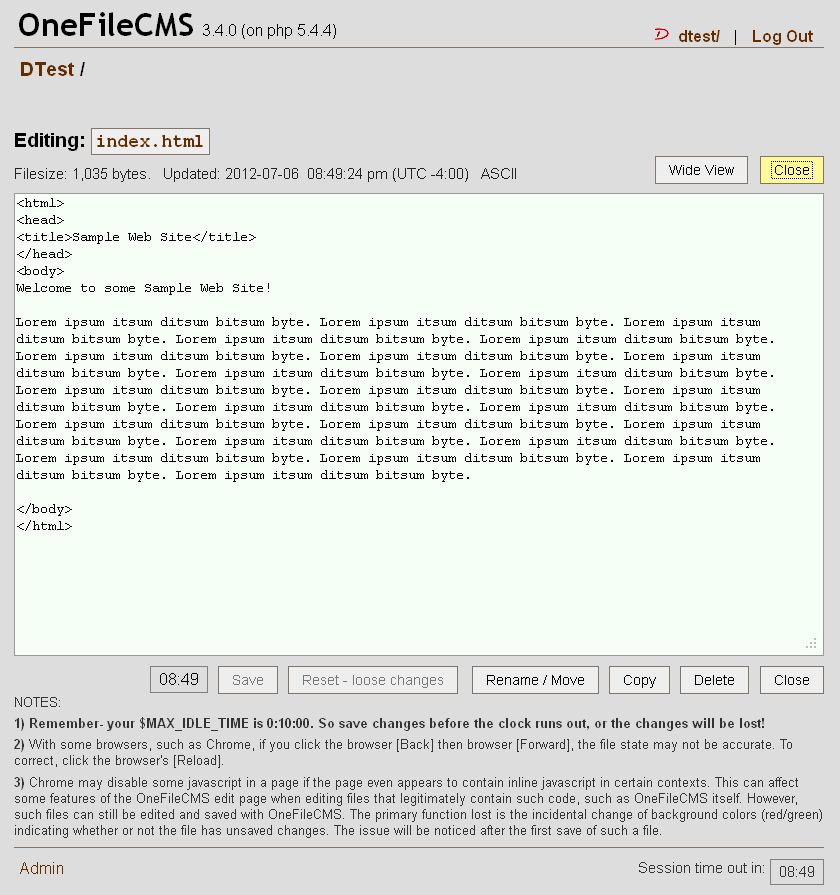 OneFileCMS 3.4.0 (on php 5.4.4)
dtest/ | Log Out
DTest /
Editing: index.html
Filesize: 1,035 bytes. Updated: 2012-07-06 08:49:24 pm (UTC -4:00) ASCII
Wide View
Close
<html>
<head>
<title>Sample Web Site</title>
</head>
<body>
Welcome to some Sample Web Site!
Lorem ipsum itsum ditsum bitsum byte. Lorem ipsum itsum ditsum bitsum byte. Lorem ipsum itsum
ditsum bitsum byte. Lorem ipsum itsum ditsum bitsum byte. Lorem ipsum itsum ditsum bitsum byte.
Lorem ipsum itsum ditsum bitsum byte. Lorem ipsum itsum ditsum bitsum byte. Lorem ipsum itsum
ditsum bitsum byte. Lorem ipsum itsum ditsum bitsum byte. Lorem ipsum itsum ditsum bitsum byte.
Lorem ipsum itsum ditsum bitsum byte. Lorem ipsum itsum ditsum bitsum byte. Lorem ipsum itsum
ditsum bitsum byte. Lorem ipsum itsum ditsum bitsum byte. Lorem ipsum itsum ditsum bitsum byte.
Lorem ipsum itsum ditsum bitsum byte. Lorem ipsum itsum ditsum bitsum byte. Lorem ipsum itsum
ditsum bitsum byte. Lorem ipsum itsum ditsum bitsum byte. Lorem ipsum itsum ditsum bitsum byte.
Lorem ipsum itsum ditsum bitsum byte. Lorem ipsum itsum ditsum bitsum byte. Lorem ipsum itsum
ditsum bitsum byte. Lorem ipsum itsum ditsum bitsum byte.
</body>
</html>
08:49 Save Reset - loose changes Rename / Move Copy Delete Close
NOTES:
1) Remember- your $MAX_IDLE_TIME is 0:10:00. So save changes before the clock runs out, or the changes will be lost!
2) With some browsers, such as Chrome, if you click the browser [Back] then browser [Forward], the file state may not be accurate. To
correct, click the browser's [Reload].
3) Chrome may disable some javascript in a page if the page even appears to contain inline javascript in certain contexts. This can affect
some features of the OneFileCMS edit page when editing files that legitimately contain such code, such as OneFileCMS itself. However,
such files can still be edited and saved with OneFileCMS. The primary function lost is the incidental change of background colors (red/green)
indicating whether or not the file has unsaved changes. The issue will be noticed after the first save of such a file.
Admin
Session time out in: 08:49